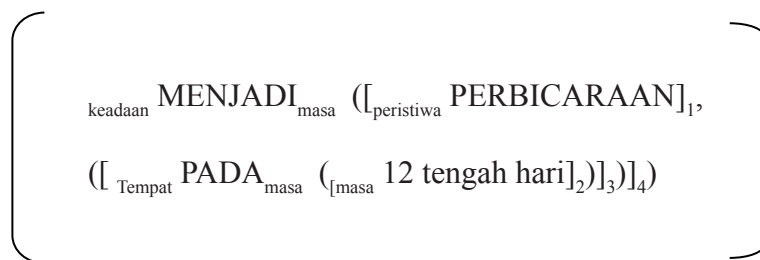 keadaan MENJADI masa ([peristiwa PERBICARAAN]1,
([ Tempat PADA masa ([masa 12 tengah hari]2)]3)]4)